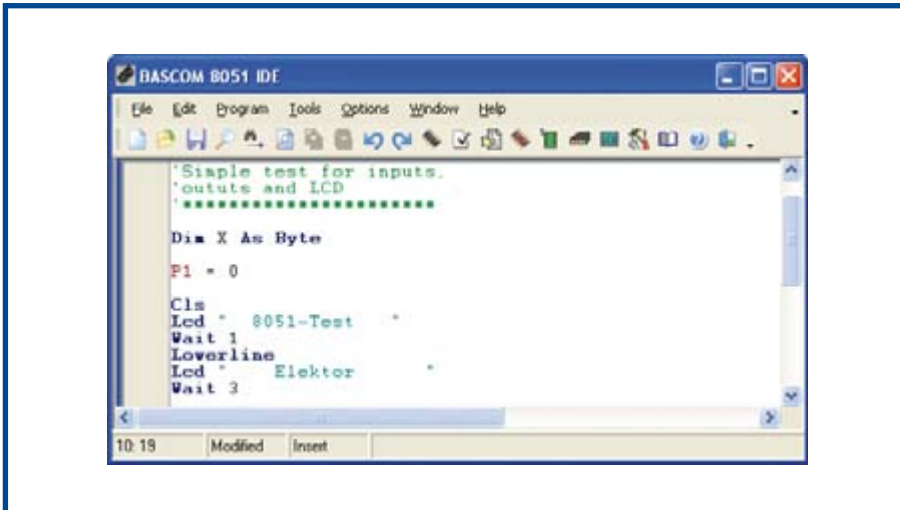 BASCOM 8051 IDE
File Edit Program Tools Options Window Help
'Simple test for inputs,
'oututs and LCD
'***********************
Dim X As Byte
P1 = 0
Cls
Lcd "   8051-Test    "
Wait 1
Lowerline
Lcd "     Elektor        "
Wait 3
10: 19 Modified Insert